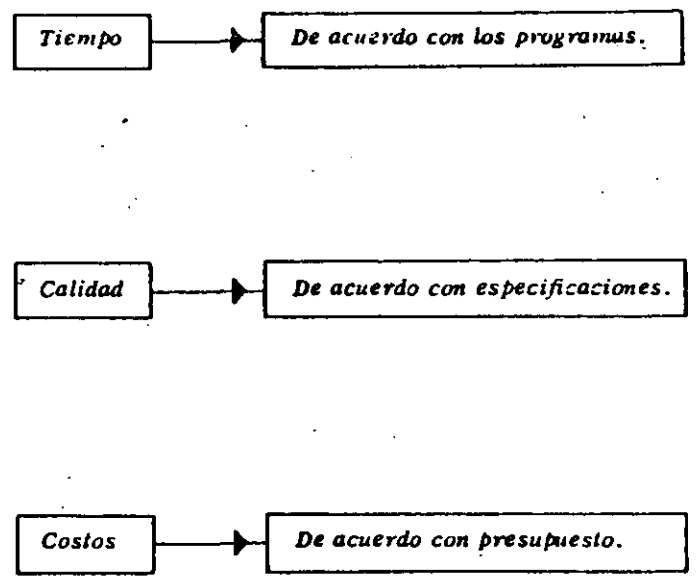 Tiempo
De acuerdo con los programas.
Calidad
De acuerdo con especificaciones.
Costos
De acuerdo con presupuesto.